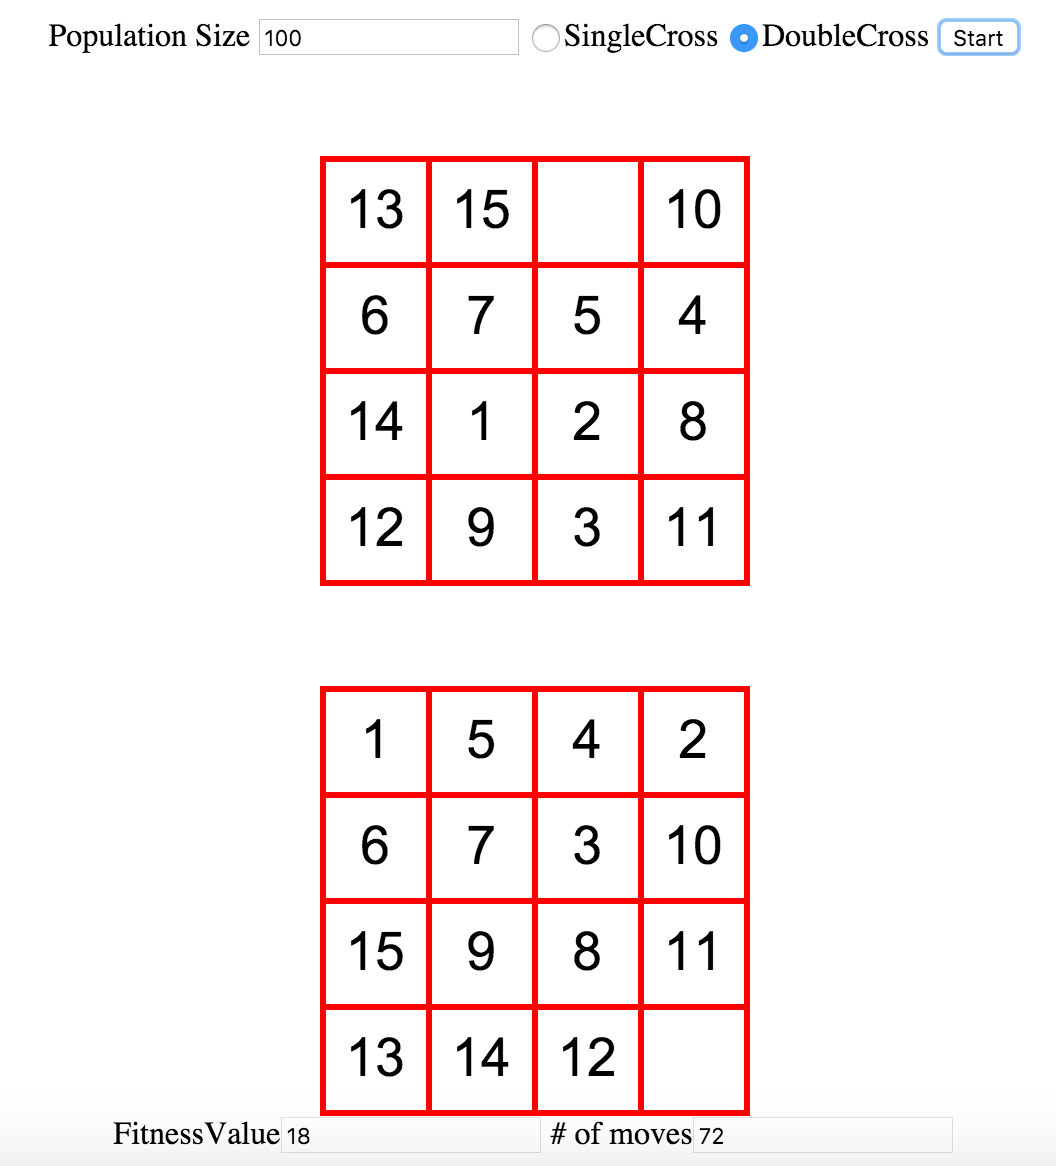 Population Size 100 SingleCross DoubleCross Start
13 15 10
6 7 5 4
14 1 2 8
12 9 3 11
1 5 4 2
6 7 3 10
15 9 8 11
13 14 12
FitnessValue 18 # of moves 72